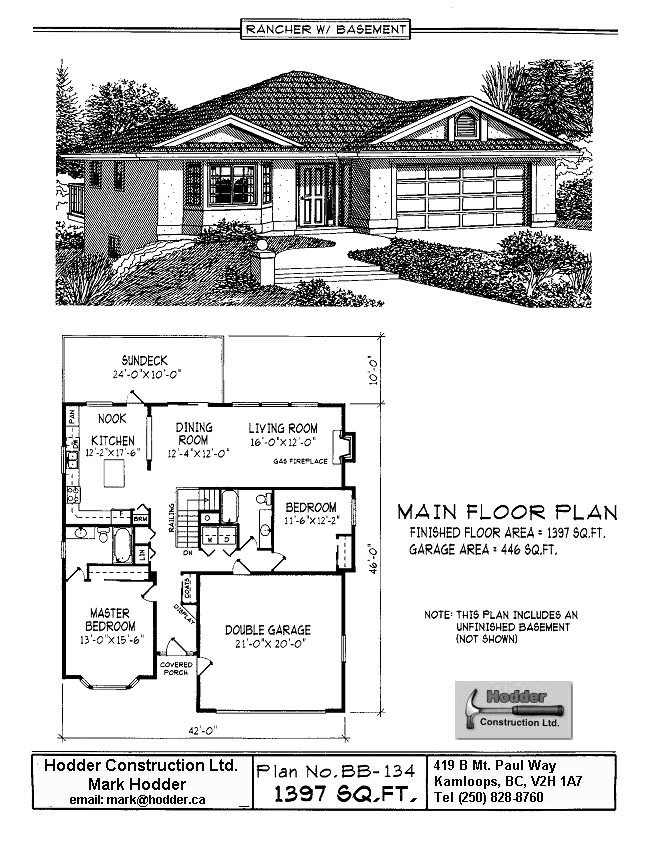 RANCHER W/ BASEMENT
SUNDECK
24'-0"X10'-0"
10'-0"
PAN
NOOK
KITCHEN
12'-2"X17'-6"
DW
DINING
ROOM
12'-4"X12'-0"
LIVING ROOM
16'-0"X12'-0"
GAS FIREPLACE
F
BRM
RAILING
DN
W
D
BEDROOM
11'-6"X12'-2"
LIN
46'-0"
COATS
DISPLAY
MASTER
BEDROOM
13'-0"X15'-6"
DOUBLE GARAGE
21'-0"X 20'-0"
COVERED
PORCH
42'-0"
MAIN FLOOR PLAN
FINISHED FLOOR AREA = 1397 SQ.FT.
GARAGE AREA = 446 SQ.FT.
NOTE: THIS PLAN INCLUDES AN
UNFINISHED BASEMENT
(NOT SHOWN)
Hodder
Construction Ltd.
Hodder Construction Ltd.
Mark Hodder
email: mark@hodder.ca
Plan No. BB-134
1397 SQ.FT.
419 B Mt. Paul Way
Kamloops, BC, V2H 1A7
Tel (250) 828-8760